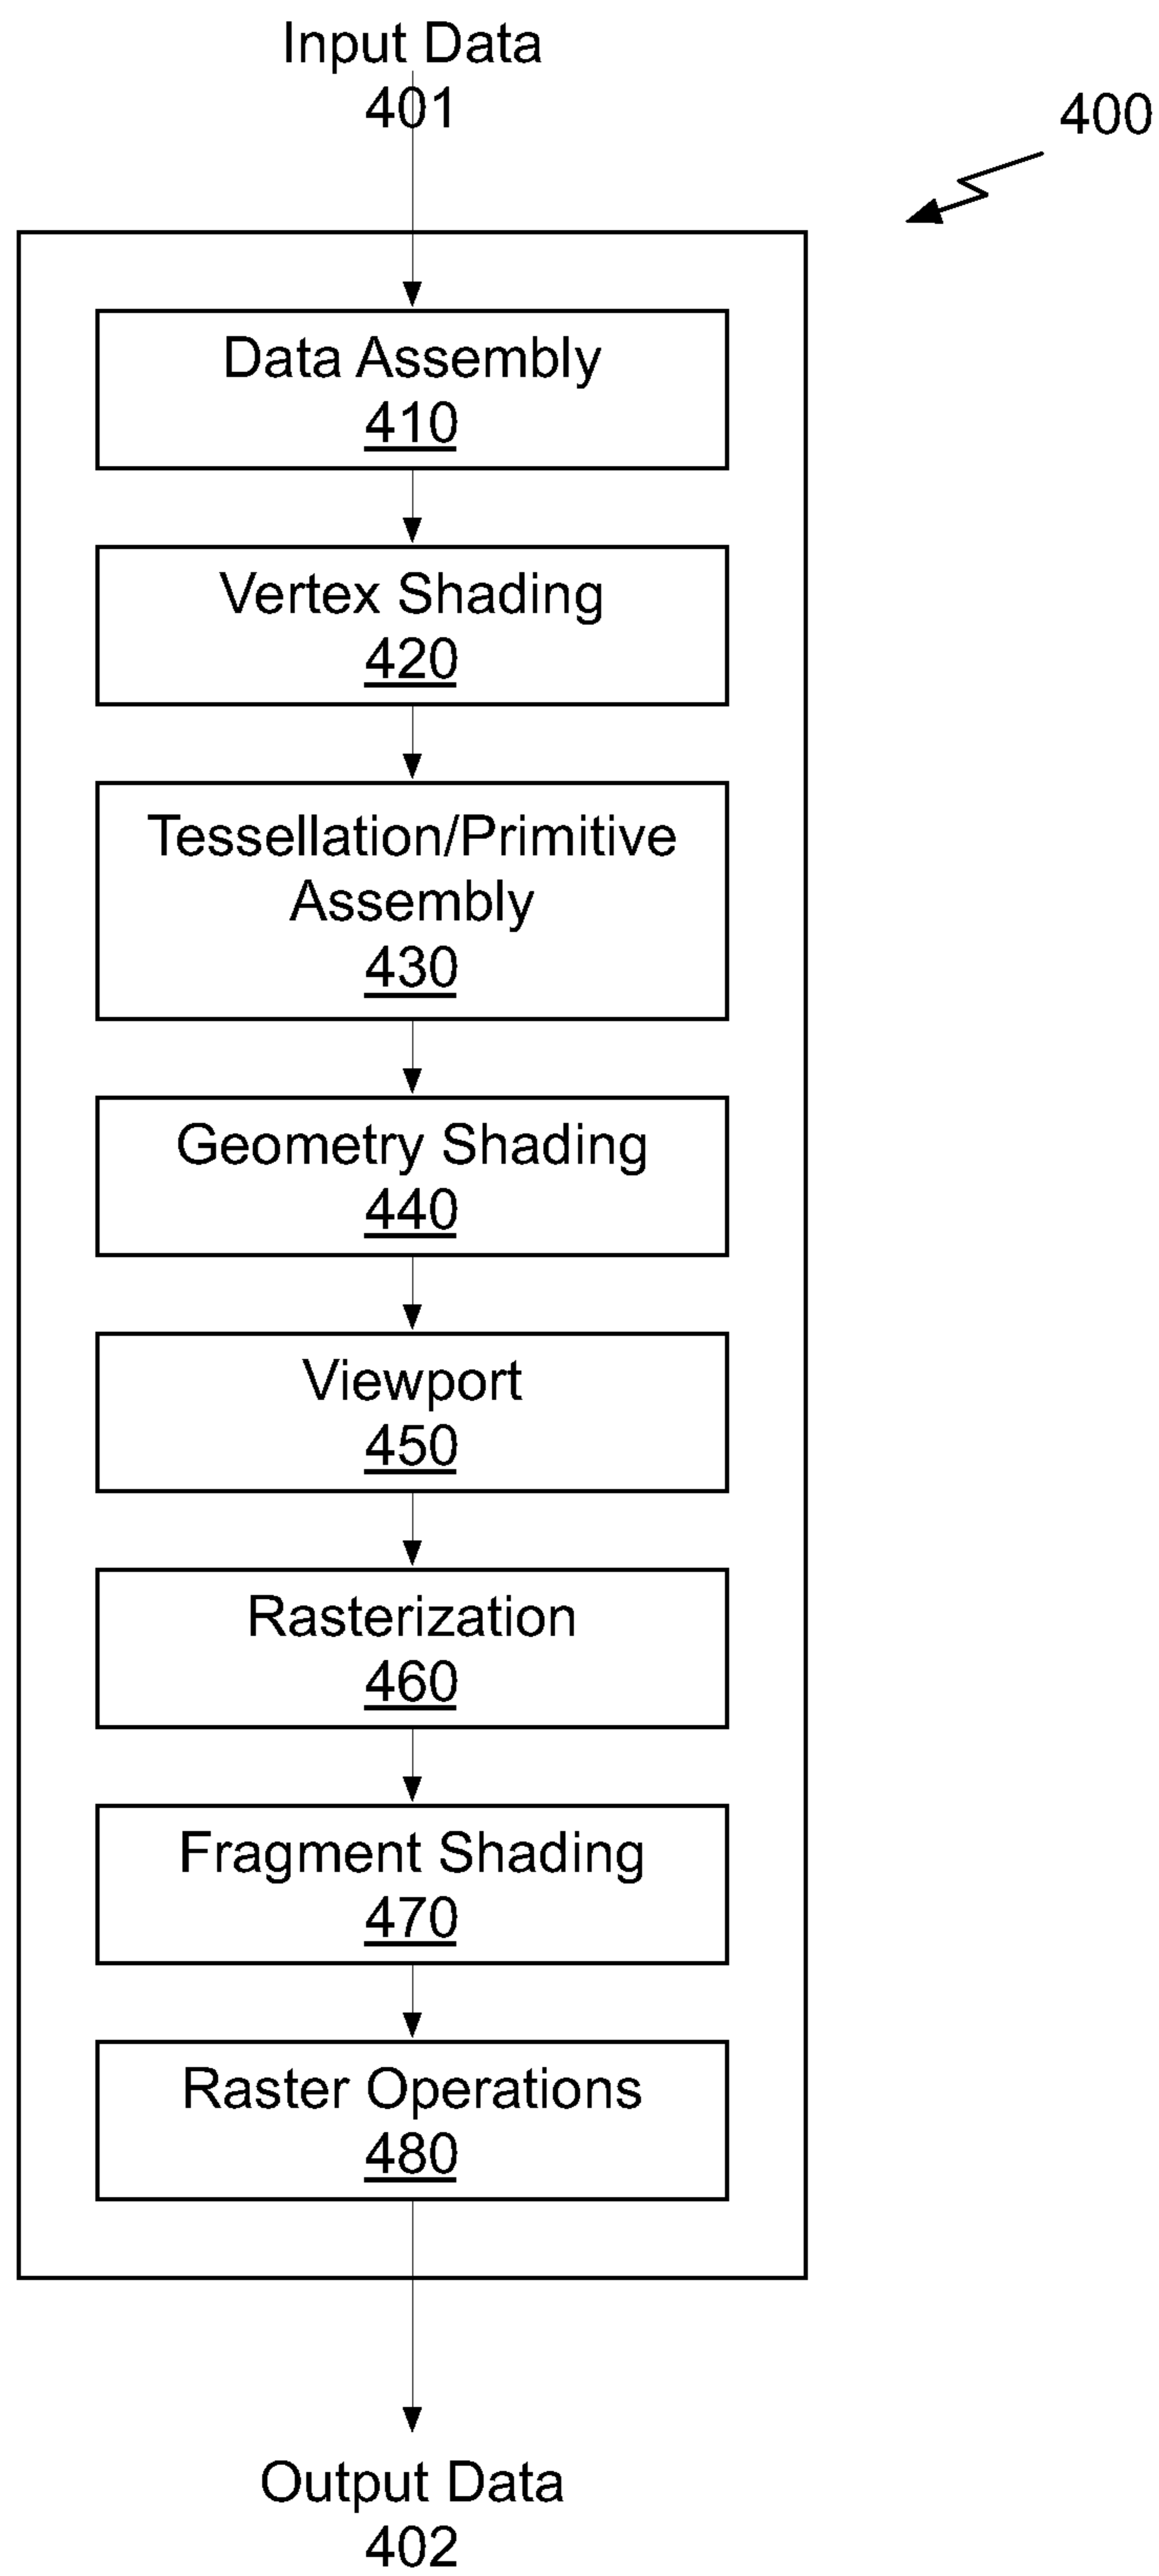 Input Data
401
400
Data Assembly
410
Vertex Shading
420
Tessellation/Primitive
Assembly
430
Geometry Shading
440
Viewport
450
Rasterization
460
Fragment Shading
470
Raster Operations
480
Output Data
402